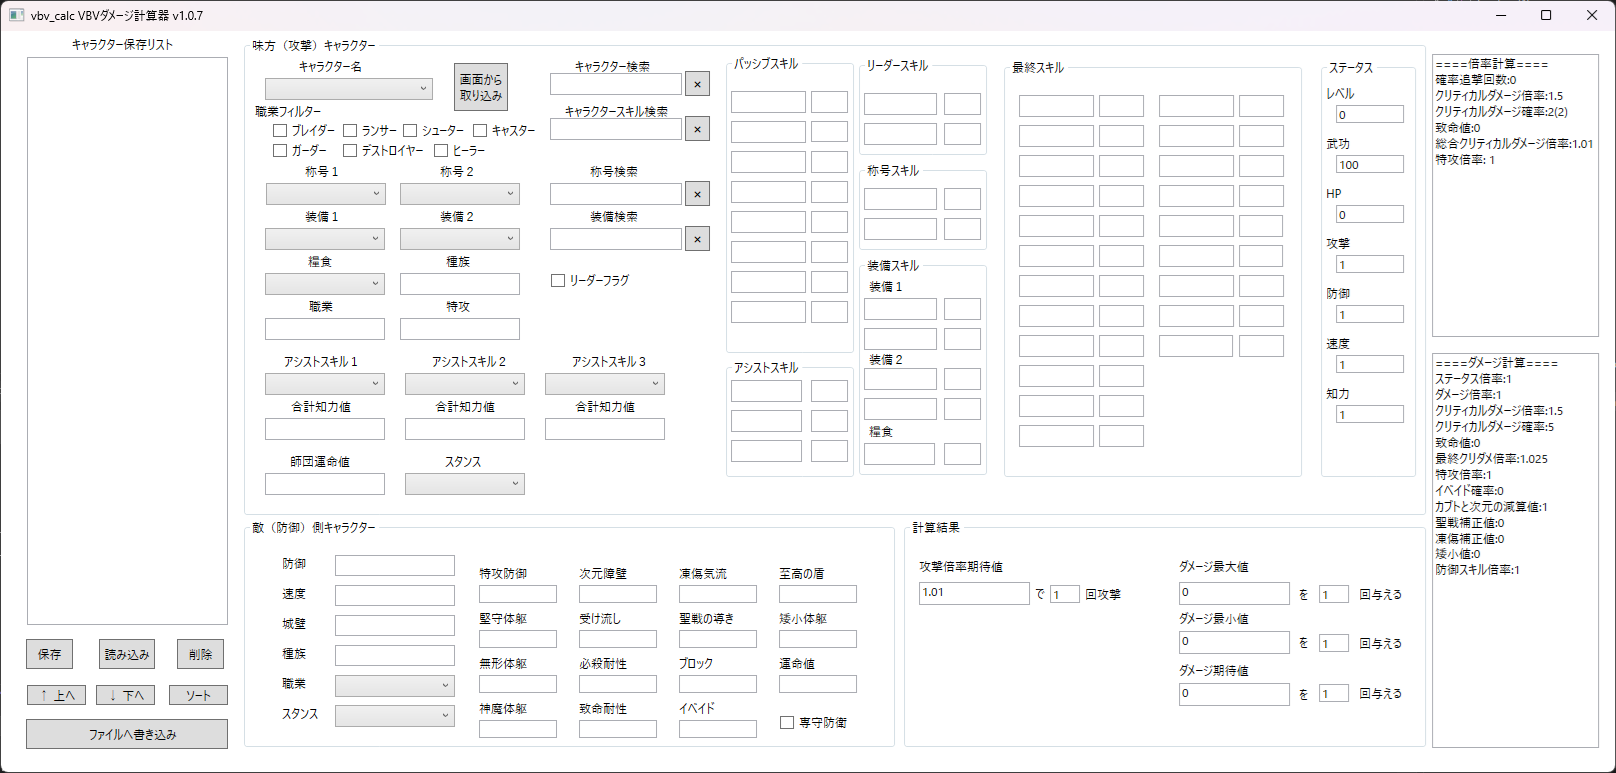 vbv_calc VBVダメージ計算器 v1.0.7
キャラクター保存リスト
保存
読み込み
削除
↑ 上へ
↓ 下へ
ソート
ファイルへ書き込み
味方（攻撃）キャラクター
キャラクター名
画面から
取り込み
キャラクター検索
×
職業フィルター
キャラクタースキル検索
×
ブレイダー
ランサー
シューター
キャスター
ガーダー
デストロイヤー
ヒーラー
称号１
称号２
称号検索
×
装備１
装備２
装備検索
×
糧食
種族
リーダーフラグ
職業
特攻
アシストスキル１
アシストスキル２
アシストスキル３
合計知力値
合計知力値
合計知力値
師団運命値
スタンス
パッシブスキル
アシストスキル
リーダースキル
称号スキル
装備スキル
装備１
装備２
糧食
最終スキル
ステータス
レベル
0
武功
100
HP
0
攻撃
1
防御
1
速度
1
知力
1
====倍率計算====
確率追撃回数:0
クリティカルダメージ倍率:1.5
クリティカルダメージ確率:2(2)
致命値:0
総合クリティカルダメージ倍率:1.01
特攻倍率: 1
====ダメージ計算====
ステータス倍率:1
ダメージ倍率:1
クリティカルダメージ倍率:1.5
クリティカルダメージ確率:5
致命値:0
最終クリダメ倍率:1.025
特攻倍率:1
イベイド確率:0
カブトと次元の減算値:1
聖戦補正値:0
凍傷補正値:0
矮小値:0
防御スキル倍率:1
敵（防御）側キャラクター
防御
速度
城壁
種族
職業
スタンス
特攻防御
次元障壁
凍傷気流
至高の盾
堅守体躯
受け流し
聖戦の導き
矮小体躯
無形体躯
必殺耐性
ブロック
運命値
神魔体躯
致命耐性
イベイド
専守防衛
計算結果
攻撃倍率期待値
1.01 で 1 回攻撃
ダメージ最大値
0 を 1 回与える
ダメージ最小値
0 を 1 回与える
ダメージ期待値
0 を 1 回与える